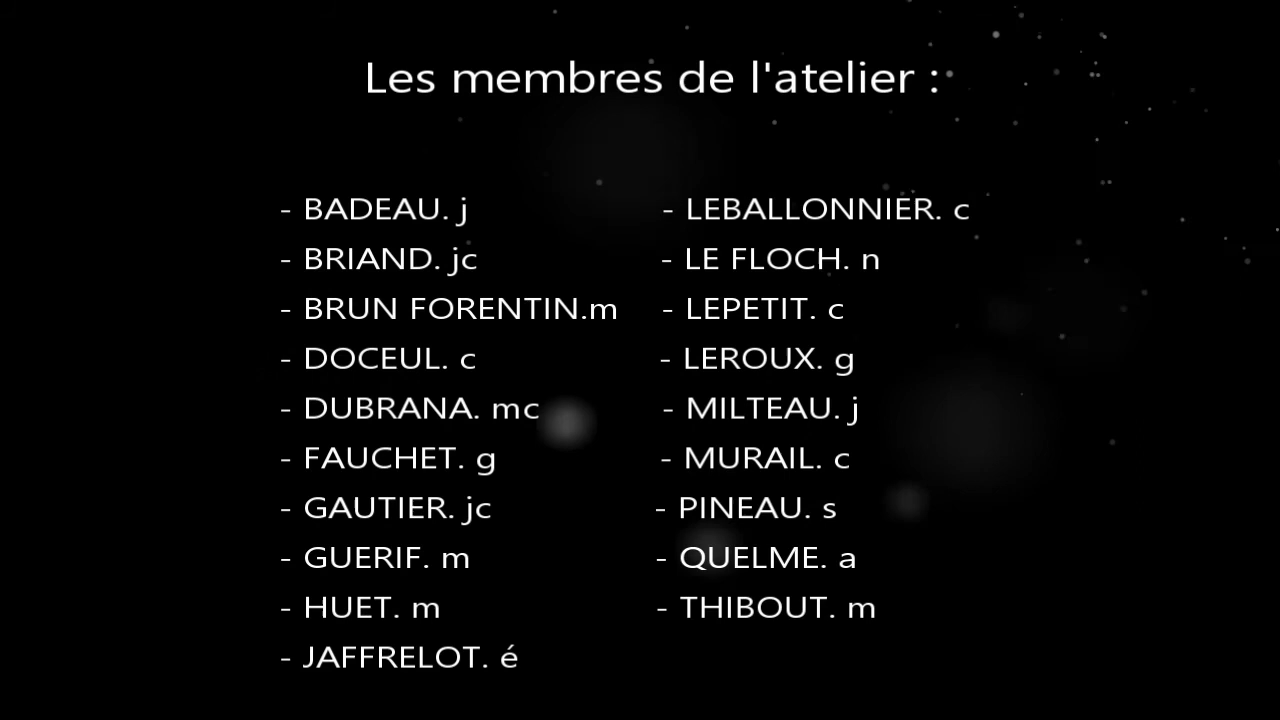 Les membres de l'atelier :
- BADEAU. j
- BRIAND. jc
- BRUN FORENTIN.m
- DOCEUL. c
- DUBRANA. mc
- FAUCHET. g
- GAUTIER. jc
- GUERIF. m
- HUET. m
- JAFFRELOT. é
- LEBALLONNIER. c
- LE FLOCH. n
- LEPETIT. c
- LEROUX. g
- MILTEAU. j
- MURAIL. c
- PINEAU. s
- QUELME. a
- THIBOUT. m